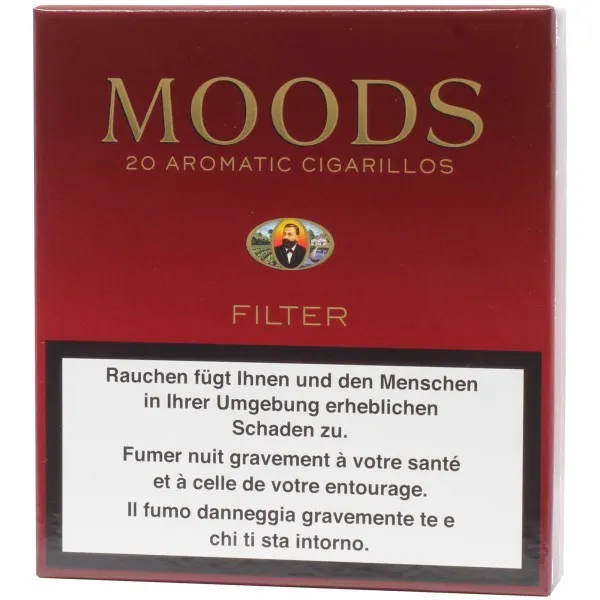 MOODS
20 AROMATIC CIGARILLOS
FILTER
Rauchen fügt Ihnen und den Menschen
in Ihrer Umgebung erheblichen
Schaden zu.
Fumer nuit gravement à votre santé
et à celle de votre entourage.
Il fumo danneggia gravemente te e
chi ti sta intorno.